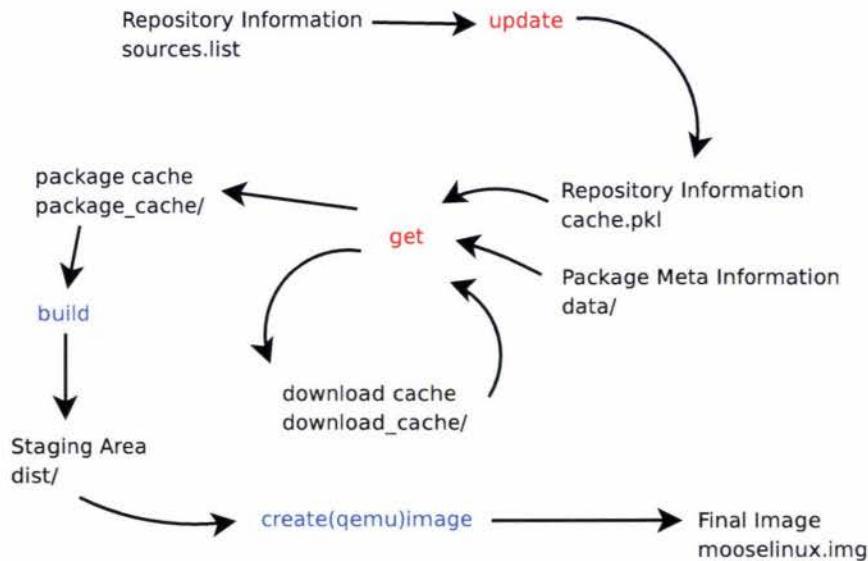 Repository Information
sources.list
update
package cache
package_cache/
Repository Information
cache.pkl
get
Package Meta Information
data/
build
download cache
download_cache/
Staging Area
dist/
create(qemu)image
Final Image
mooselinux.img